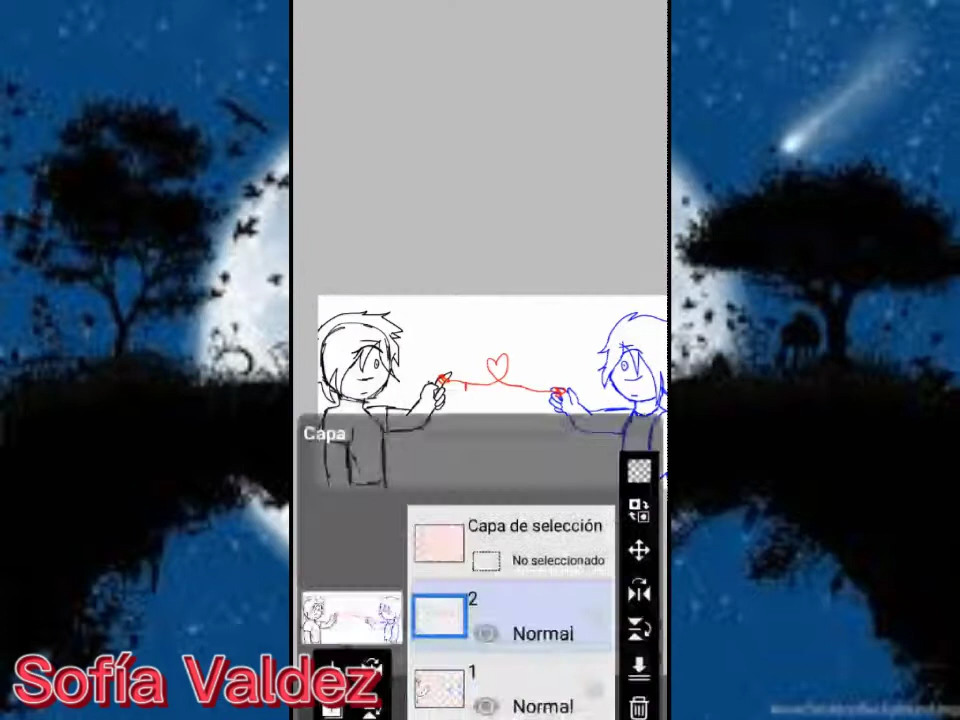 Capa
Capa de selección
No seleccionado
2
Normal
1
Normal
Sofía Valdez